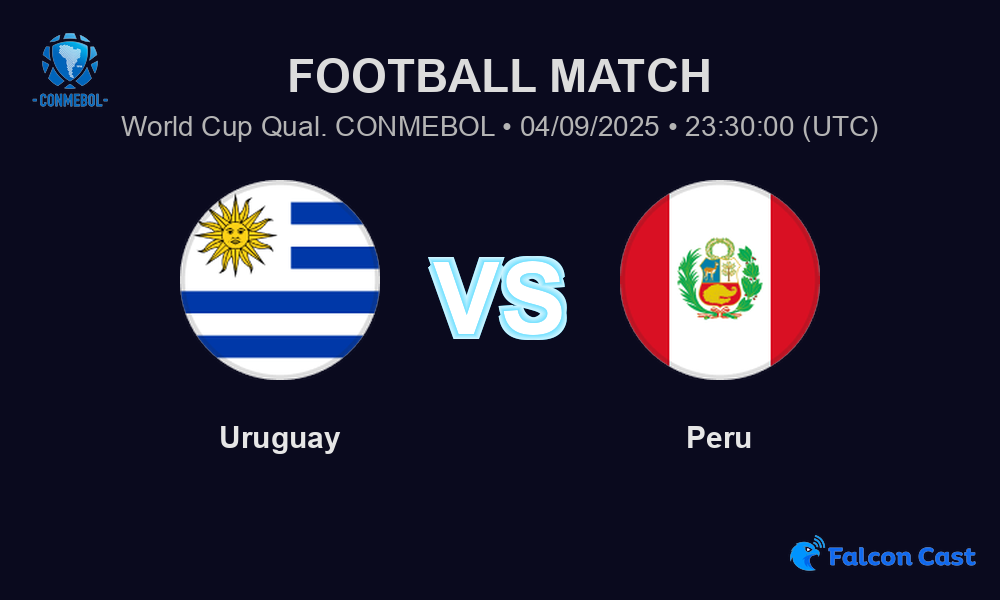 -CONMEBOL-
FOOTBALL MATCH
World Cup Qual. CONMEBOL • 04/09/2025 • 23:30:00 (UTC)
VS
Uruguay
Peru
Falcon Cast